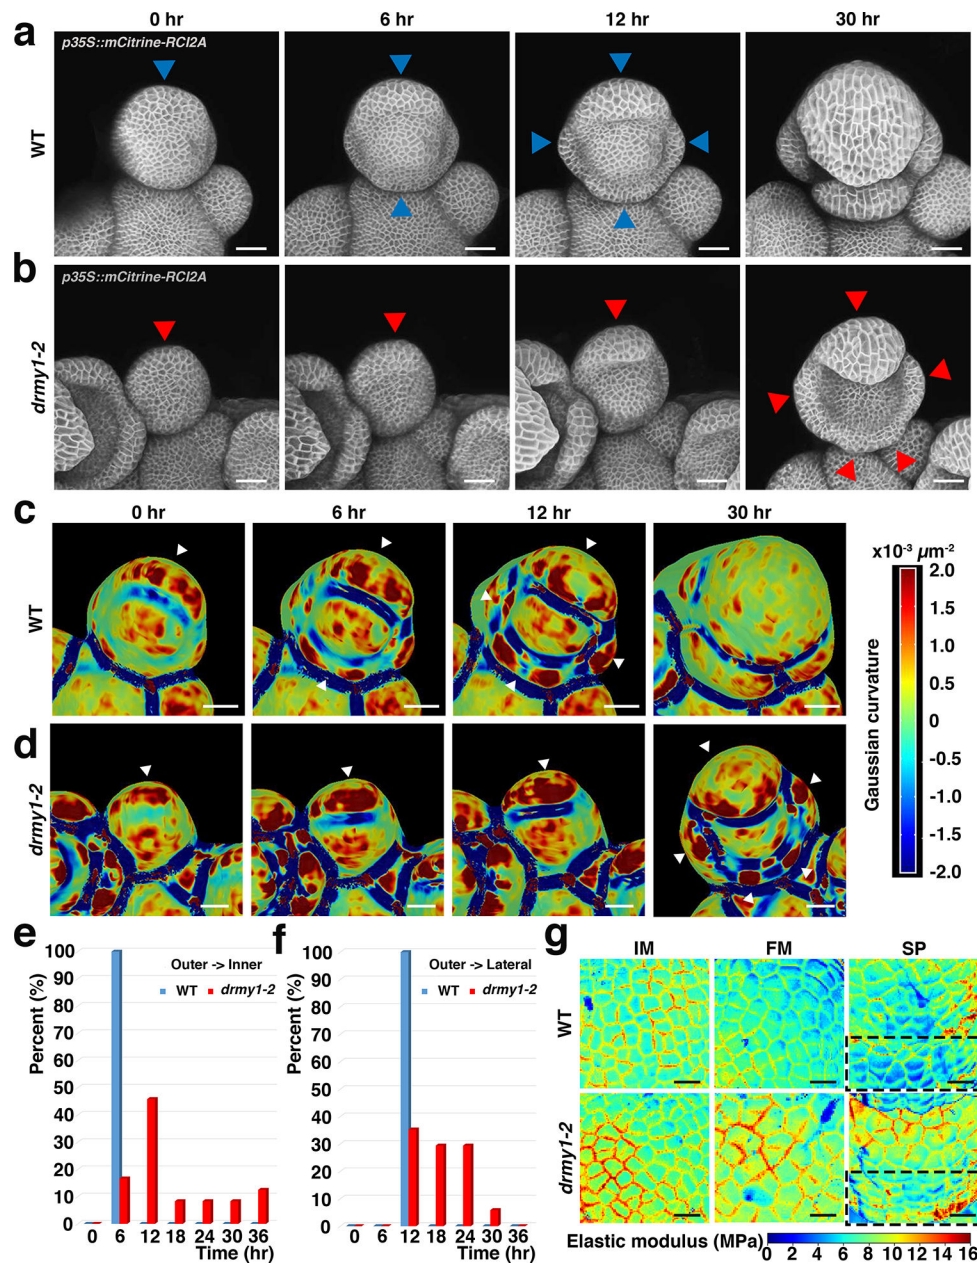 0 hr 6 hr 12 hr 30 hr
a
p35S::mCitrine-RCI2A
WT
b
p35S::mCitrine-RCI2A
drmy1-2
c
0 hr 6 hr 12 hr 30 hr
WT
d
drmy1-2
x10⁻³ µm⁻²
2.0
1.5
1.0
0.5
0
-0.5
-1.0
-1.5
-2.0
Gaussian curvature
e
Percent (%)
100
90
80
70
60
50
40
30
20
10
0
Outer -> Inner
WT drmy1-2
0 6 12 18 24 30 36
Time (hr)
f
Percent (%)
100
90
80
70
60
50
40
30
20
10
0
Outer -> Lateral
WT drmy1-2
0 6 12 18 24 30 36
Time (hr)
g
IM FM SP
WT
drmy1-2
Elastic modulus (MPa)
0 2 4 6 8 10 12 14 16